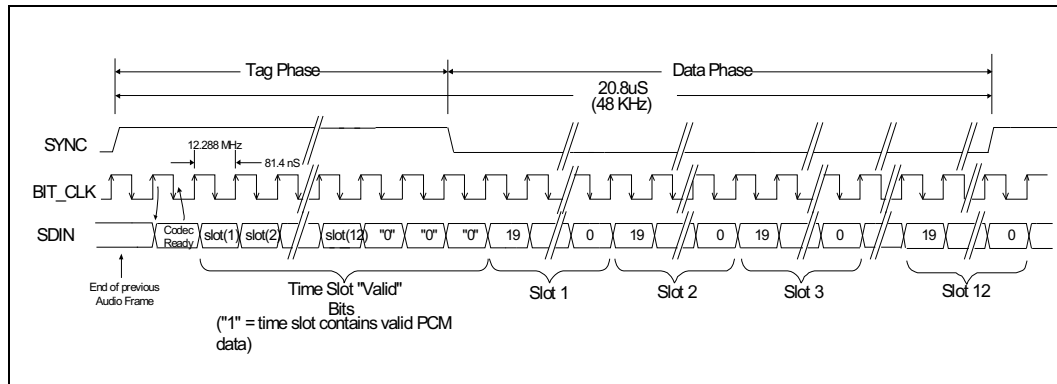 Tag Phase
Data Phase
20.8uS
(48 KHz)
SYNC
12.288 MHz
81.4 nS
BIT_CLK
SDIN
Codec
Ready
slot(1)
slot(2)
slot(12)
"0"
"0"
"0"
19
0
19
0
19
0
19
0
End of previous
Audio Frame
Time Slot "Valid"
Bits
("1" = time slot contains valid PCM
data)
Slot 1
Slot 2
Slot 3
Slot 12